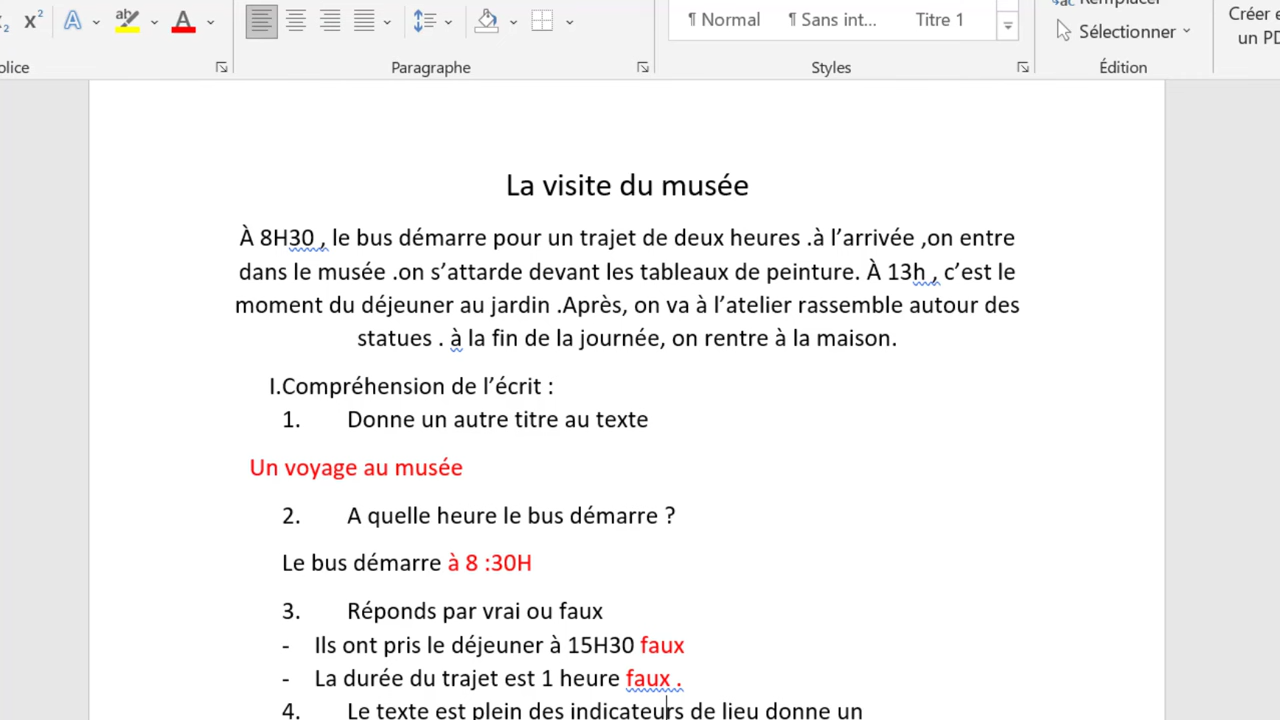 olice
Paragraphe
Styles
Édition
¶ Normal
¶ Sans int...
Titre 1
Remplacer
Sélectionner
Créer e
un PD
La visite du musée
À 8H30 , le bus démarre pour un trajet de deux heures .à l’arrivée ,on entre
dans le musée .on s’attarde devant les tableaux de peinture. À 13h , c’est le
moment du déjeuner au jardin .Après, on va à l’atelier rassemble autour des
statues . à la fin de la journée, on rentre à la maison.
I.Compréhension de l’écrit :
1. Donne un autre titre au texte
Un voyage au musée
2. A quelle heure le bus démarre ?
Le bus démarre à 8 :30H
3. Réponds par vrai ou faux
- Ils ont pris le déjeuner à 15H30 faux
- La durée du trajet est 1 heure faux .
4. Le texte est plein des indicateurs de lieu donne un